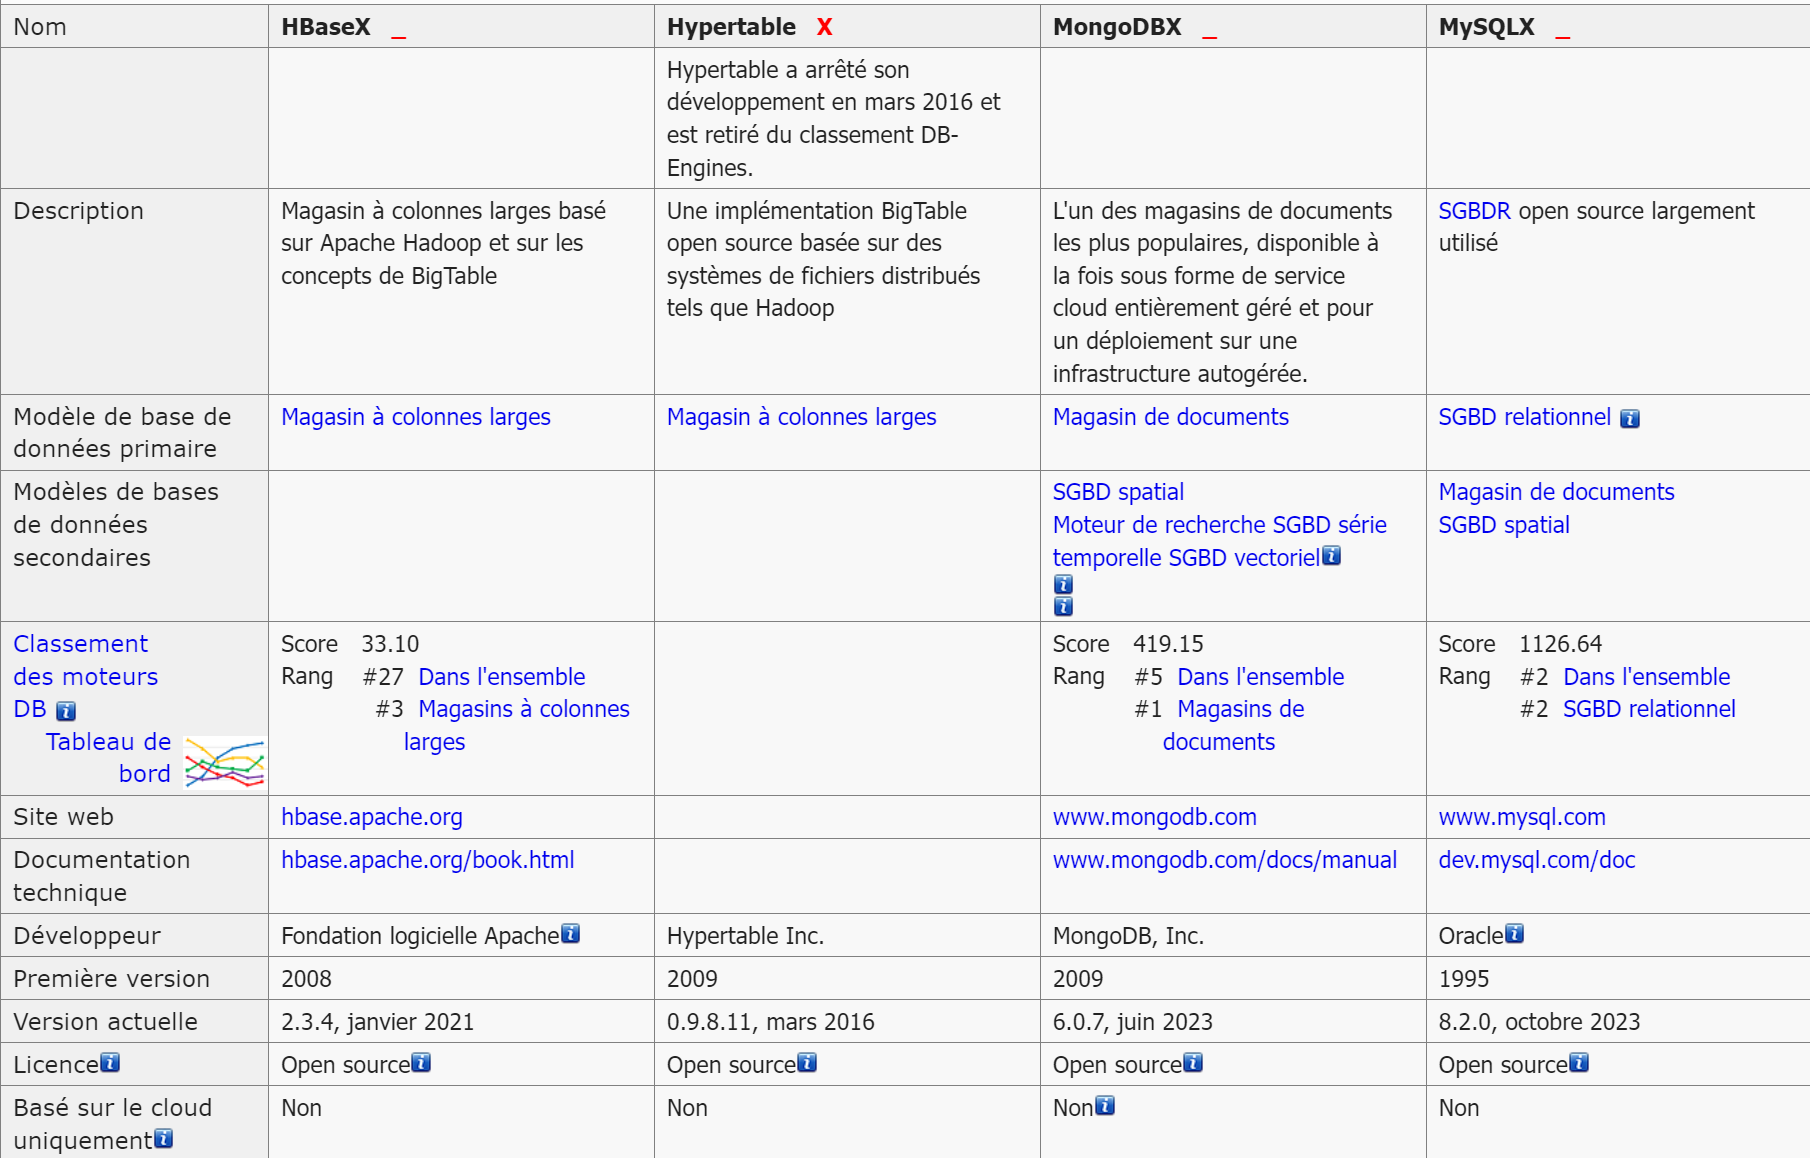 Nom
HBaseX _
Hypertable X
MongoDBX _
MySQLX _
Hypertable a arrêté son
développement en mars 2016 et
est retiré du classement DB-
Engines.
Description
Magasin à colonnes larges basé
sur Apache Hadoop et sur les
concepts de BigTable
Une implémentation BigTable
open source basée sur des
systèmes de fichiers distribués
tels que Hadoop
L'un des magasins de documents
les plus populaires, disponible à
la fois sous forme de service
cloud entièrement géré et pour
un déploiement sur une
infrastructure autogérée.
SGBDR open source largement
utilisé
Modèle de base de
données primaire
Magasin à colonnes larges
Magasin à colonnes larges
Magasin de documents
SGBD relationnel i
Modèles de bases
de données
secondaires
SGBD spatial
Moteur de recherche SGBD série
temporelle SGBD vectoriel i
i
i
Magasin de documents
SGBD spatial
Classement
des moteurs
DB i
Tableau de
bord
Score 33.10
Rang #27 Dans l'ensemble
#3 Magasins à colonnes
larges
Score 419.15
Rang #5 Dans l'ensemble
#1 Magasins de
documents
Score 1126.64
Rang #2 Dans l'ensemble
#2 SGBD relationnel
Site web
hbase.apache.org
www.mongodb.com
www.mysql.com
Documentation
technique
hbase.apache.org/book.html
www.mongodb.com/docs/manual
dev.mysql.com/doc
Développeur
Fondation logicielle Apache i
Hypertable Inc.
MongoDB, Inc.
Oracle i
Première version
2008
2009
2009
1995
Version actuelle
2.3.4, janvier 2021
0.9.8.11, mars 2016
6.0.7, juin 2023
8.2.0, octobre 2023
Licence i
Open source i
Open source i
Open source i
Open source i
Basé sur le cloud
uniquement i
Non
Non
Non i
Non